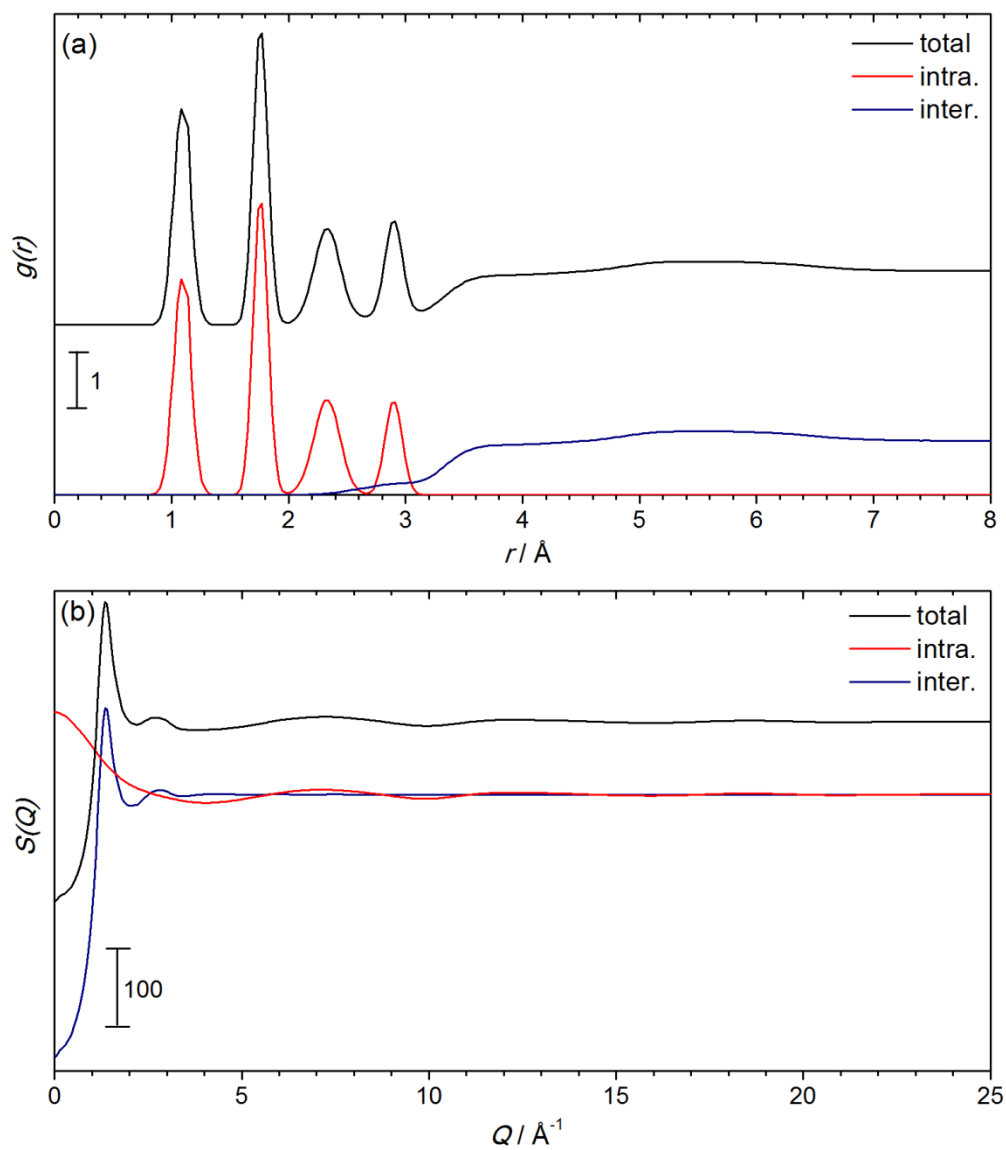 (a)
total
intra.
inter.
g(r)
1
0 1 2 3 4 5 6 7 8
r / Å
(b)
total
intra.
inter.
S(Q)
100
0 5 10 15 20 25
Q / Å⁻¹